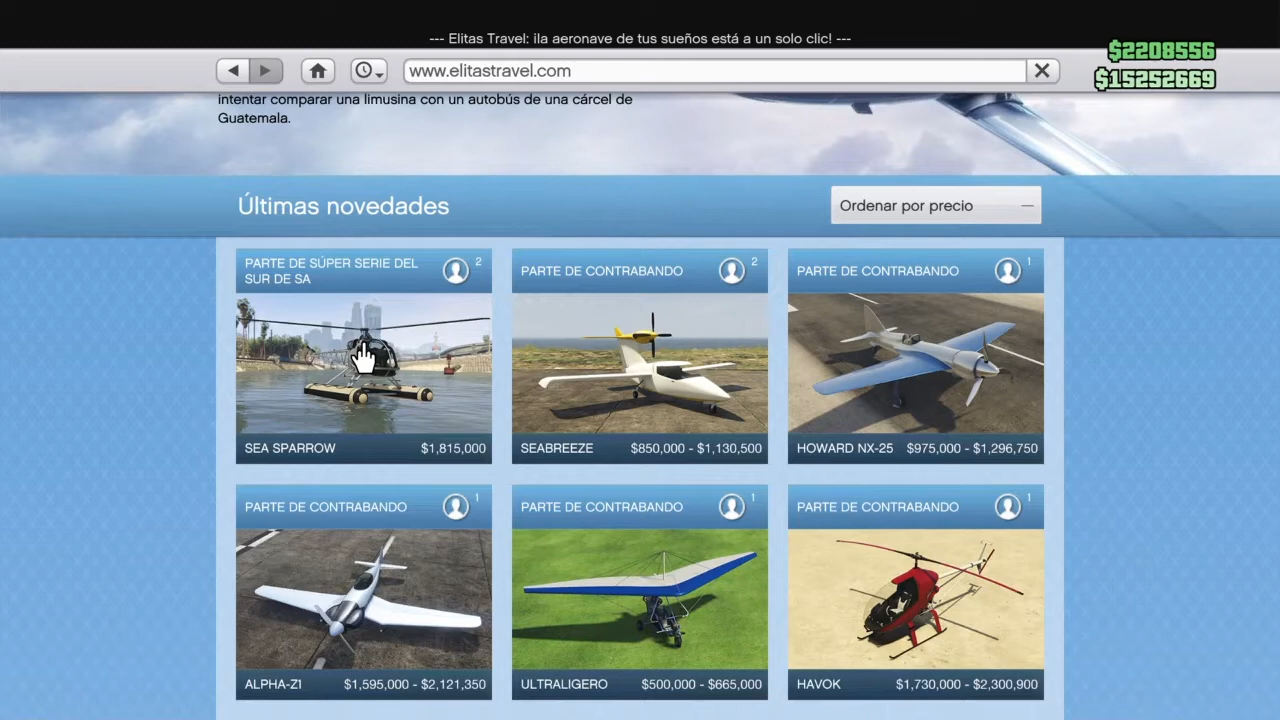 --- Elitas Travel: ¡la aeronave de tus sueños está a un solo clic! ---
$2208556
www.elitastravel.com
$15252669
intentar comparar una limusina con un autobús de una cárcel de
Guatemala.
Últimas novedades
Ordenar por precio
PARTE DE SÚPER SERIE DEL
SUR DE SA
2
PARTE DE CONTRABANDO
2
PARTE DE CONTRABANDO
1
SEA SPARROW $1,815,000
SEABREEZE $850,000 - $1,130,500
HOWARD NX-25 $975,000 - $1,296,750
PARTE DE CONTRABANDO
1
PARTE DE CONTRABANDO
1
PARTE DE CONTRABANDO
1
ALPHA-Z1 $1,595,000 - $2,121,350
ULTRALIGERO $500,000 - $665,000
HAVOK $1,730,000 - $2,300,900